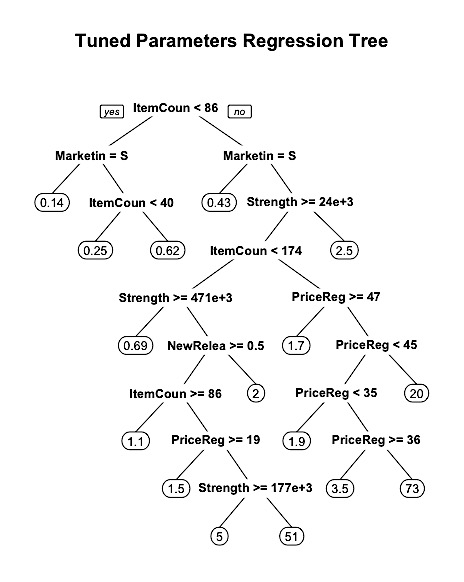 Tuned Parameters Regression Tree
yes ItemCoun < 86 no
Marketin = S Marketin = S
0.14 ItemCoun < 40 0.43 Strength >= 24e+3
0.25 0.62 ItemCoun < 174 2.5
Strength >= 471e+3 PriceReg >= 47
0.69 NewRelea >= 0.5 1.7 PriceReg < 45
ItemCoun >= 86 2 PriceReg < 35 20
1.1 PriceReg >= 19 1.9 PriceReg >= 36
1.5 Strength >= 177e+3 3.5 73
5 51